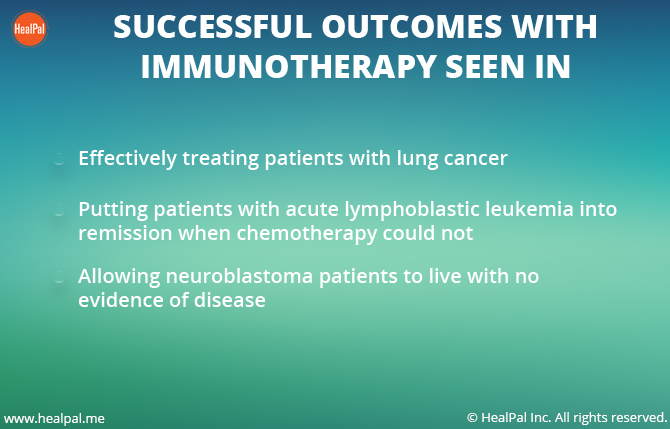 HealPal
SUCCESSFUL OUTCOMES WITH
IMMUNOTHERAPY SEEN IN
Effectively treating patients with lung cancer
Putting patients with acute lymphoblastic leukemia into
remission when chemotherapy could not
Allowing neuroblastoma patients to live with no
evidence of disease
www.healpal.me
© HealPal Inc. All rights reserved.